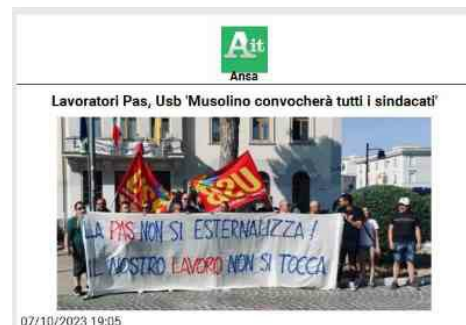 Ait
Ansa
Lavoratori Pas, Usb 'Musolino convocherà tutti i sindacati'
USB
LA PAS NON SI ESTERNALIZZA!
IL NOSTRO LAVORO NON SI TOCCA
07/10/2023 19:05